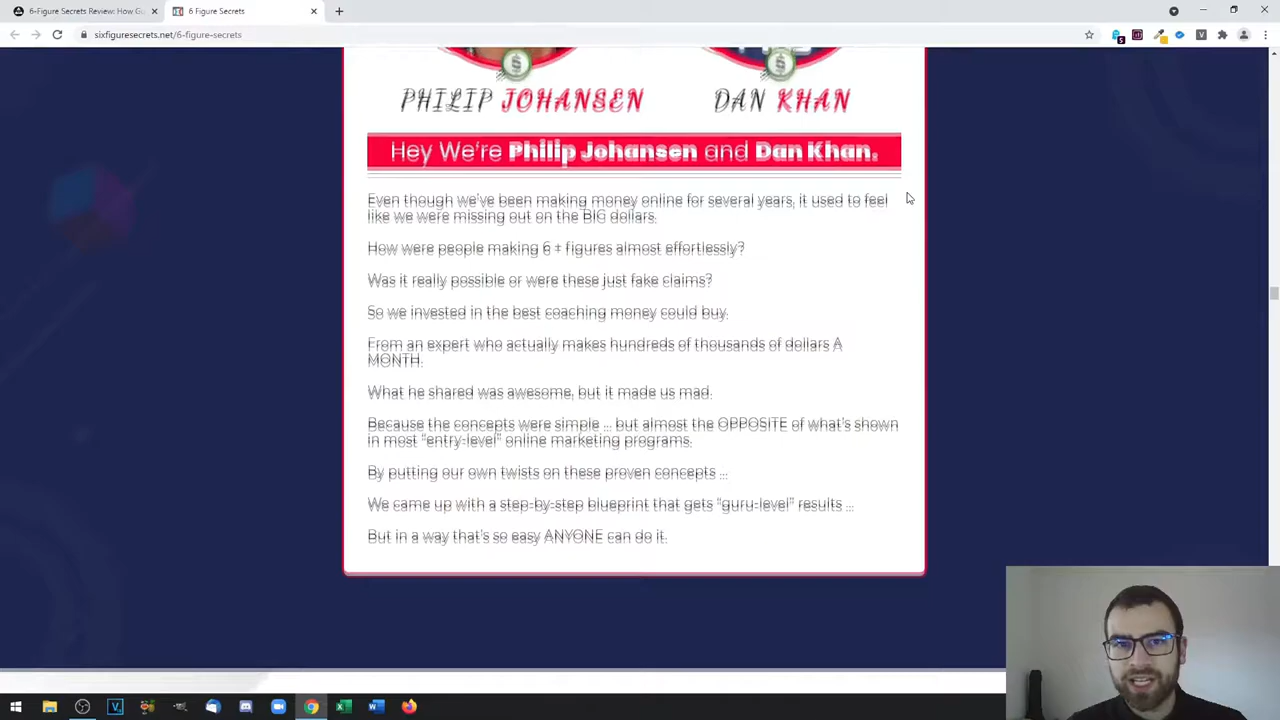 6-Figure Secrets Review: How Gu
6 Figure Secrets
sixfiguresecrets.net/6-figure-secrets
PHILIP JOHANSEN
DAN KHAN
Hey We're Philip Johansen and Dan Khan.
Even though we've been making money online for several years, it used to feel
like we were missing out on the BIG dollars.
How were people making 6 + figures almost effortlessly?
Was it really possible or were these just fake claims?
So we invested in the best coaching money could buy.
From an expert who actually makes hundreds of thousands of dollars A
MONTH.
What he shared was awesome, but it made us mad.
Because the concepts were simple ... but almost the OPPOSITE of what's shown
in most "entry-level" online marketing programs.
By putting our own twists on these proven concepts ...
We came up with a step-by-step blueprint that gets "guru-level" results ...
But in a way that's so easy ANYONE can do it.